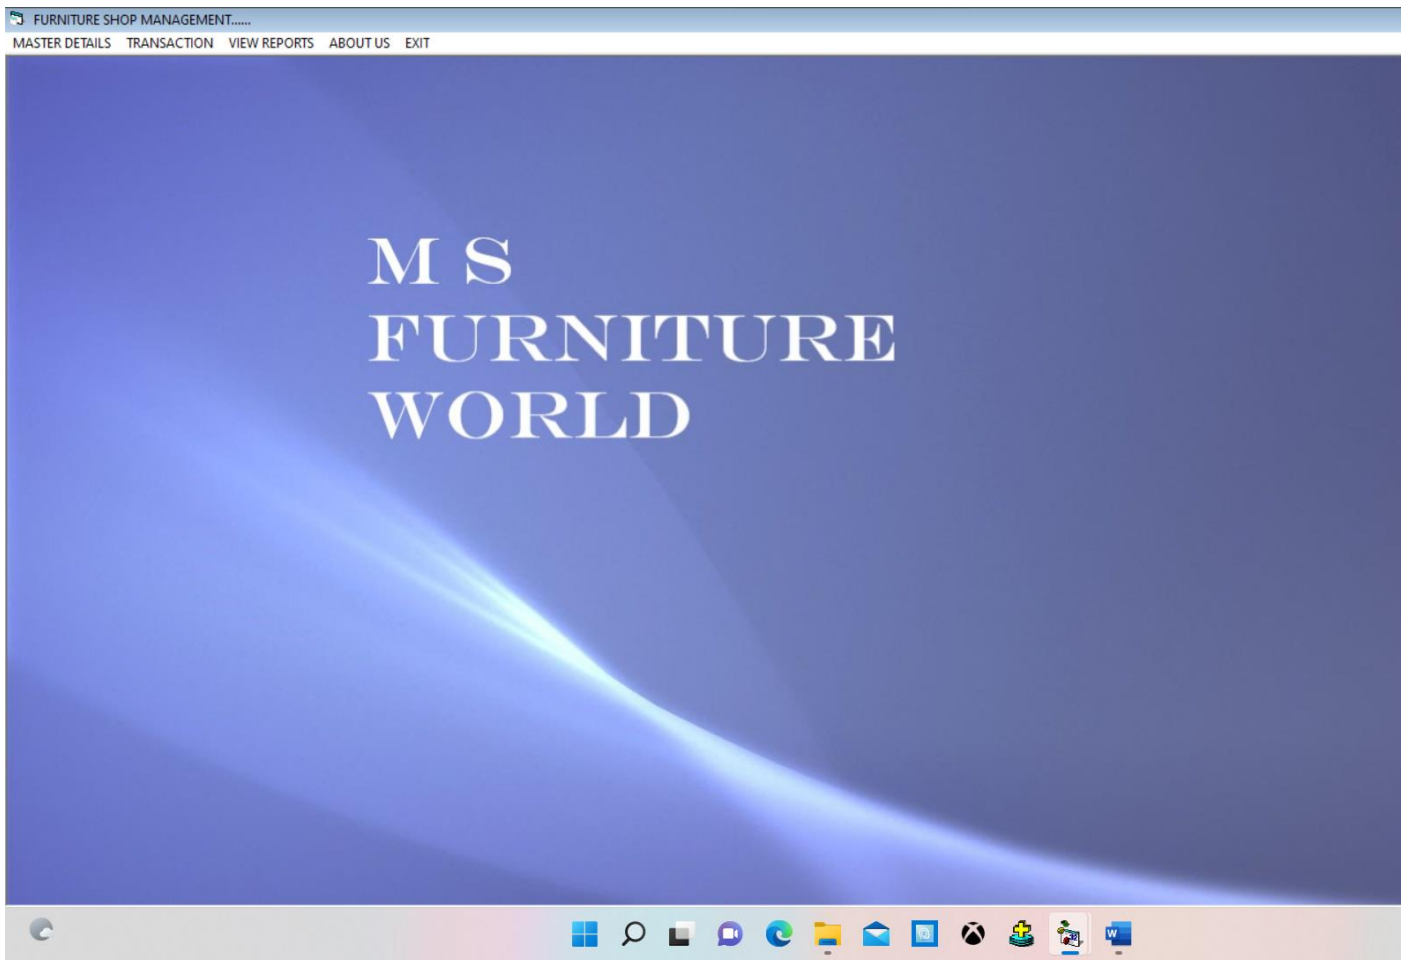 FURNITURE SHOP MANAGEMENT......
MASTER DETAILS TRANSACTION VIEW REPORTS ABOUT US EXIT
M S
FURNITURE
WORLD